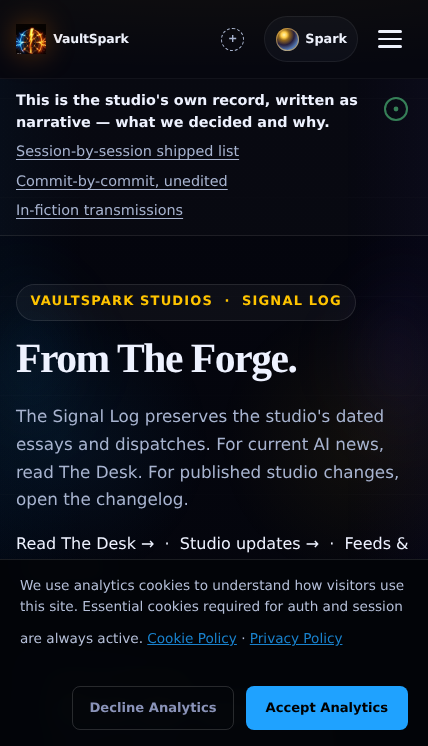 VaultSpark
+
Spark
This is the studio's own record, written as
narrative — what we decided and why.
Session-by-session shipped list
Commit-by-commit, unedited
In-fiction transmissions
VAULTSPARK STUDIOS · SIGNAL LOG
From The Forge.
The Signal Log preserves the studio's dated
essays and dispatches. For current AI news,
read The Desk. For published studio changes,
open the changelog.
Read The Desk → · Studio updates → · Feeds &
We use analytics cookies to understand how visitors use
this site. Essential cookies required for auth and session
are always active. Cookie Policy · Privacy Policy
Decline Analytics
Accept Analytics